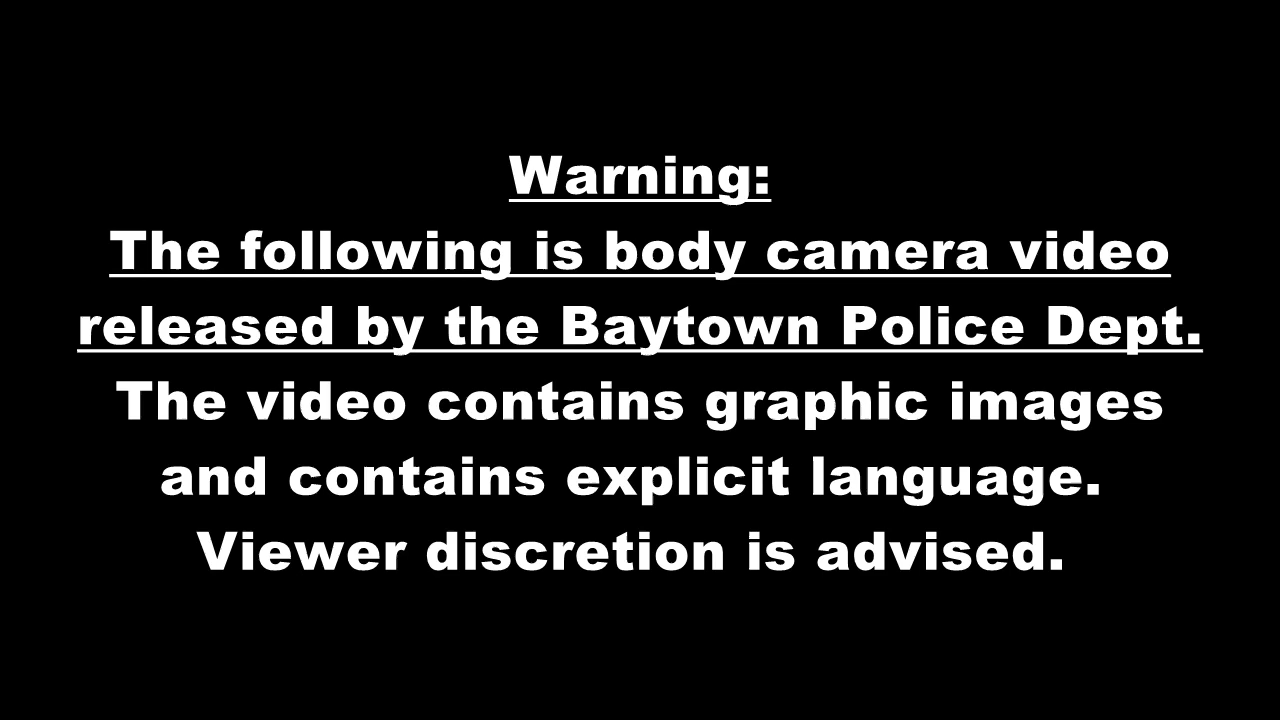 Warning:
The following is body camera video
released by the Baytown Police Dept.
The video contains graphic images
and contains explicit language.
Viewer discretion is advised.